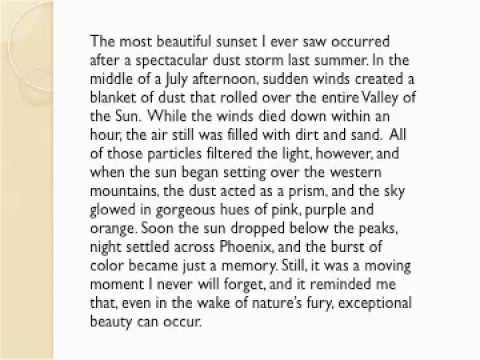 The most beautiful sunset I ever saw occurred
after a spectacular dust storm last summer. In the
middle of a July afternoon, sudden winds created a
blanket of dust that rolled over the entire Valley of
the Sun.  While the winds died down within an
hour, the air still was filled with dirt and sand.  All
of those particles filtered the light, however, and
when the sun began setting over the western
mountains, the dust acted as a prism, and the sky
glowed in gorgeous hues of pink, purple and
orange. Soon the sun dropped below the peaks,
night settled across Phoenix, and the burst of
color became just a memory. Still, it was a moving
moment I never will forget, and it reminded me
that, even in the wake of nature's fury, exceptional
beauty can occur.